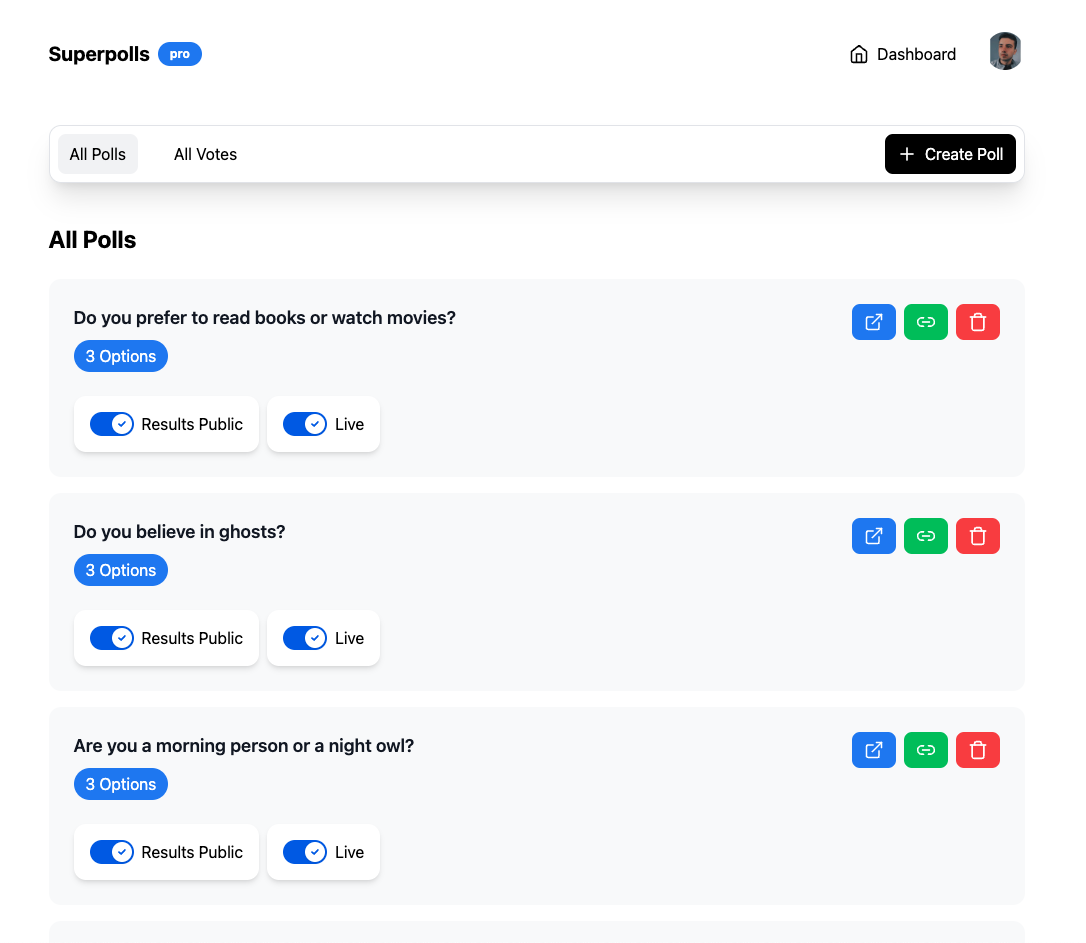 Superpolls pro Dashboard
All Polls All Votes Create Poll
All Polls
Do you prefer to read books or watch movies?
3 Options
Results Public Live
Do you believe in ghosts?
3 Options
Results Public Live
Are you a morning person or a night owl?
3 Options
Results Public Live